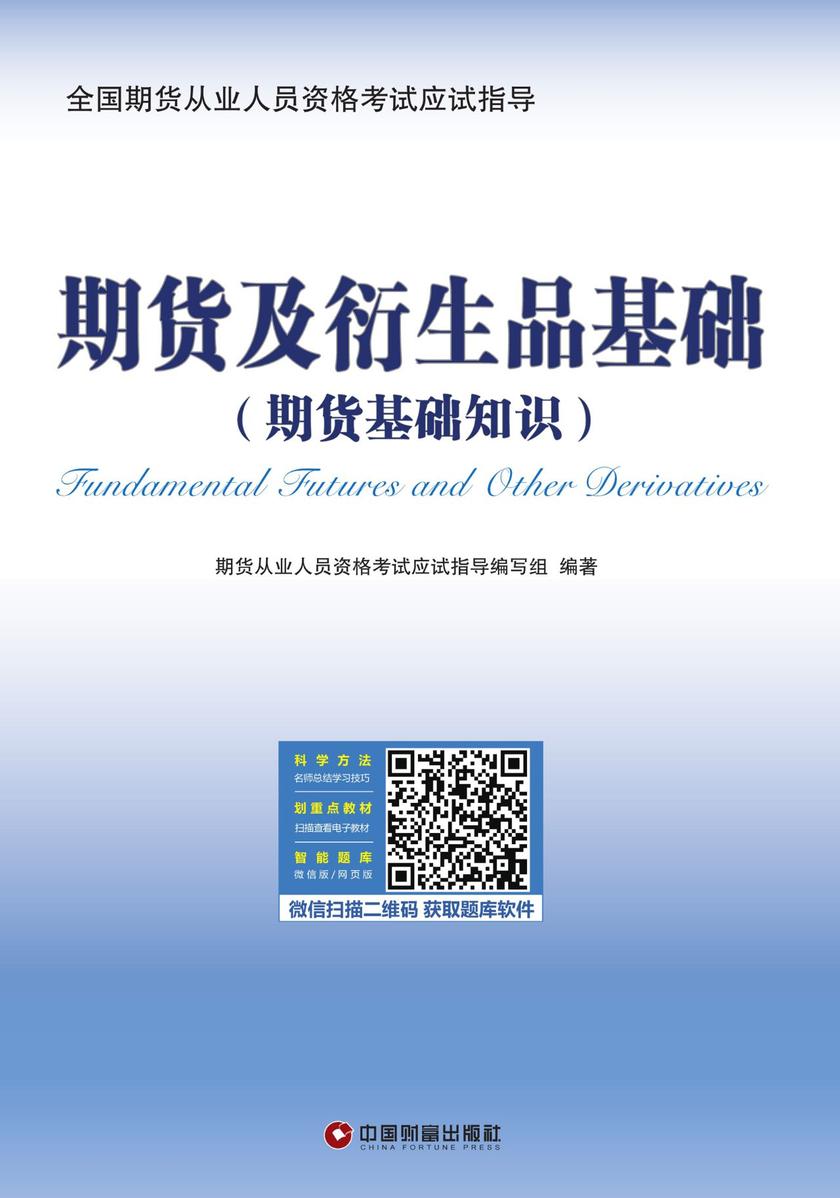 全国期货从业人员资格考试应试指导
期货及衍生品基础
（期货基础知识）
Fundamental Futures and Other Derivatives
期货从业人员资格考试应试指导编写组 编著
科学方法
名师总结学习技巧
划重点教材
扫描查看电子教材
智能题库
微信版/网页版
微信扫描二维码 获取题库软件
中国财富出版社
CHINA FORTUNE PRESS